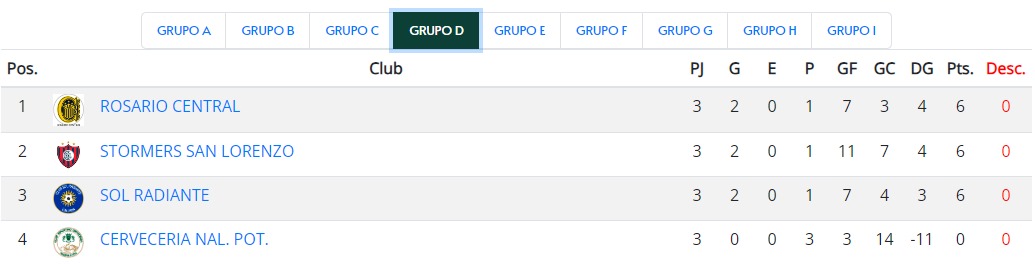 GRUPO A GRUPO B GRUPO C GRUPO D GRUPO E GRUPO F GRUPO G GRUPO H GRUPO I
Pos. Club PJ G E P GF GC DG Pts. Desc.
1 ROSARIO CENTRAL 3 2 0 1 7 3 4 6 0
2 STORMERS SAN LORENZO 3 2 0 1 11 7 4 6 0
3 SOL RADIANTE 3 2 0 1 7 4 3 6 0
4 CERVECERIA NAL. POT. 3 0 0 3 3 14 -11 0 0